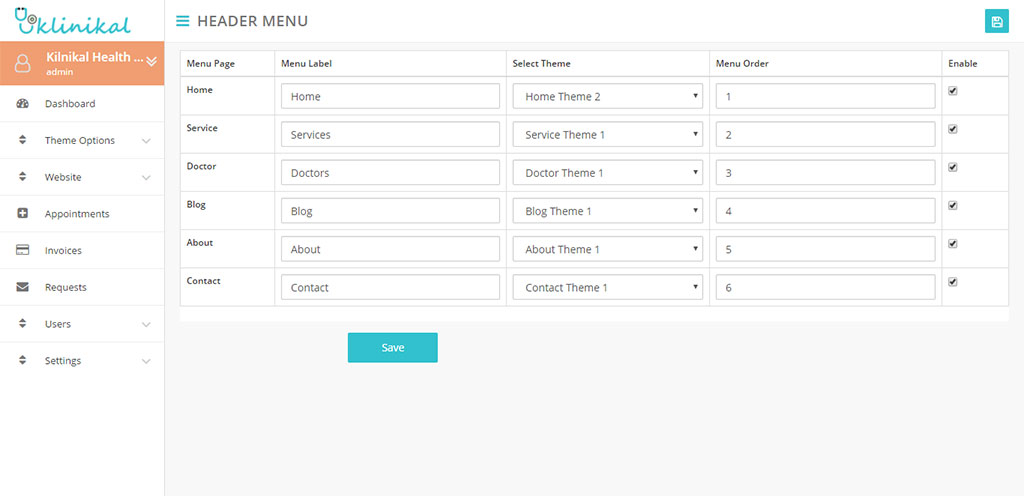 klinikal
HEADER MENU
Kilnikal Health ...
admin
Dashboard
Theme Options
Website
Appointments
Invoices
Requests
Users
Settings
Menu Page Menu Label Select Theme Menu Order Enable
Home Home Home Theme 2 1
Service Services Service Theme 1 2
Doctor Doctors Doctor Theme 1 3
Blog Blog Blog Theme 1 4
About About About Theme 1 5
Contact Contact Contact Theme 1 6
Save